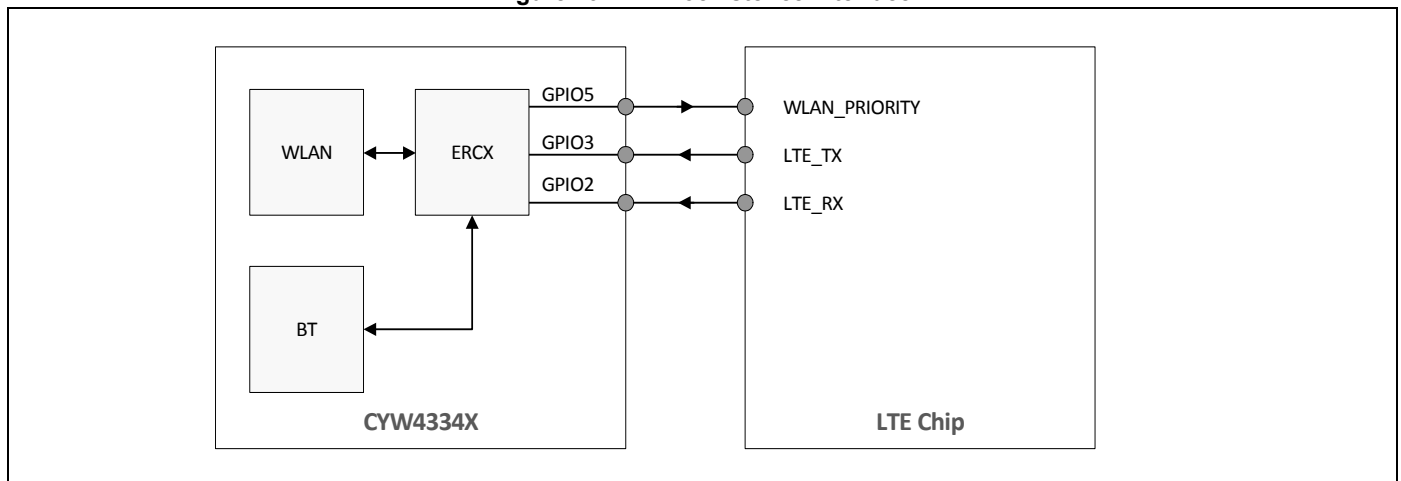 GPIO5
WLAN_PRIORITY
WLAN
ERCX
GPIO3
LTE_TX
GPIO2
LTE_RX
BT
CYW4334X
LTE Chip